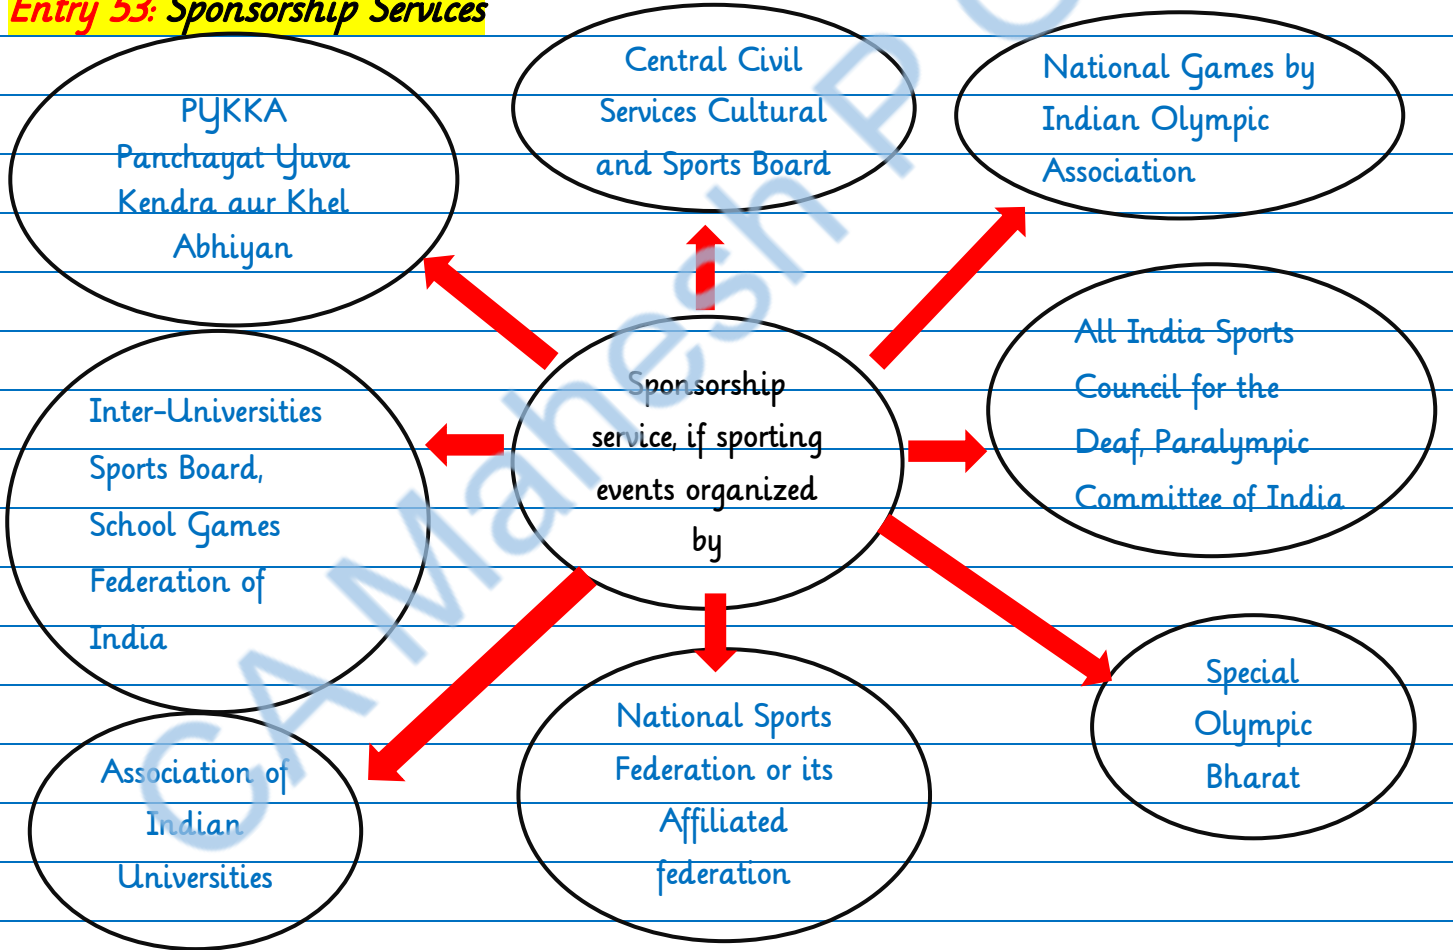 Entry 53: Sponsorship Services
PYKKA
Panchayat Yuva
Kendra aur Khel
Abhiyan
Central Civil
Services Cultural
and Sports Board
National Games by
Indian Olympic
Association
Sponsorship
service, if sporting
events organized
by
All India Sports
Council for the
Deaf, Paralympic
Committee of India
Inter-Universities
Sports Board,
School Games
Federation of
India
Special
Olympic
Bharat
Association of
Indian
Universities
National Sports
Federation or its
Affiliated
federation
CA Mahesh P